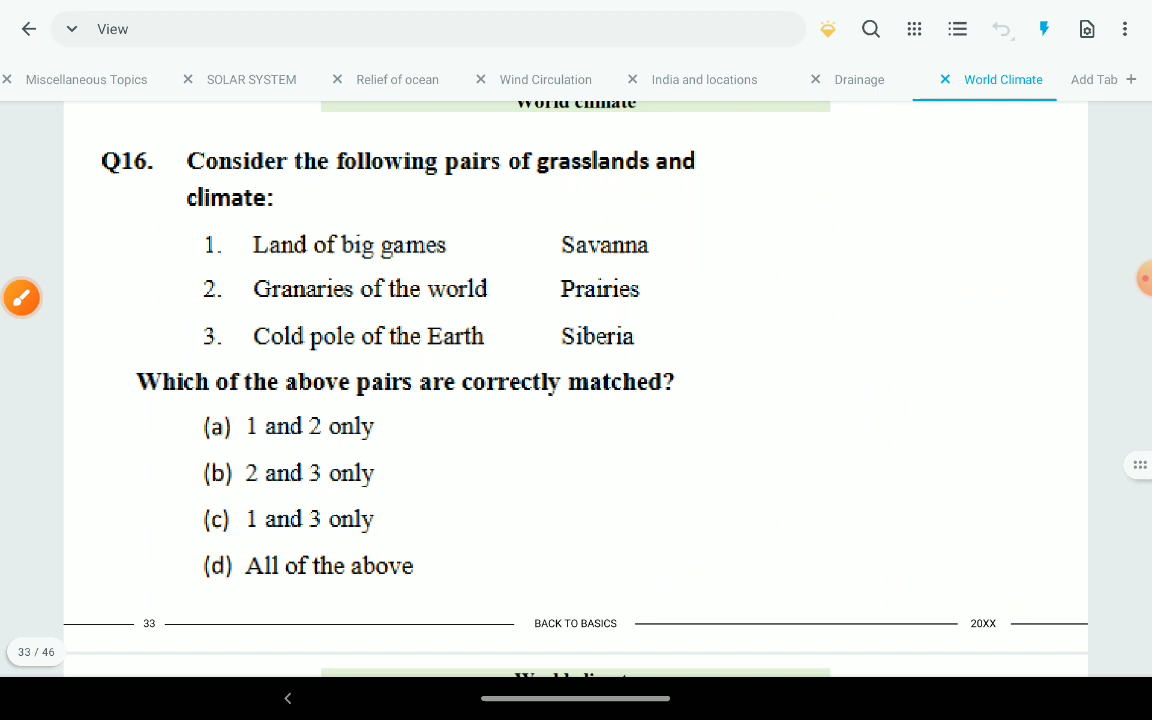 View
Miscellaneous Topics SOLAR SYSTEM Relief of ocean Wind Circulation India and locations Drainage World Climate Add Tab +
World climate
Q16. Consider the following pairs of grasslands and
climate:
1. Land of big games Savanna
2. Granaries of the world Prairies
3. Cold pole of the Earth Siberia
Which of the above pairs are correctly matched?
(a) 1 and 2 only
(b) 2 and 3 only
(c) 1 and 3 only
(d) All of the above
33 BACK TO BASICS 20XX
33 / 46
World climate